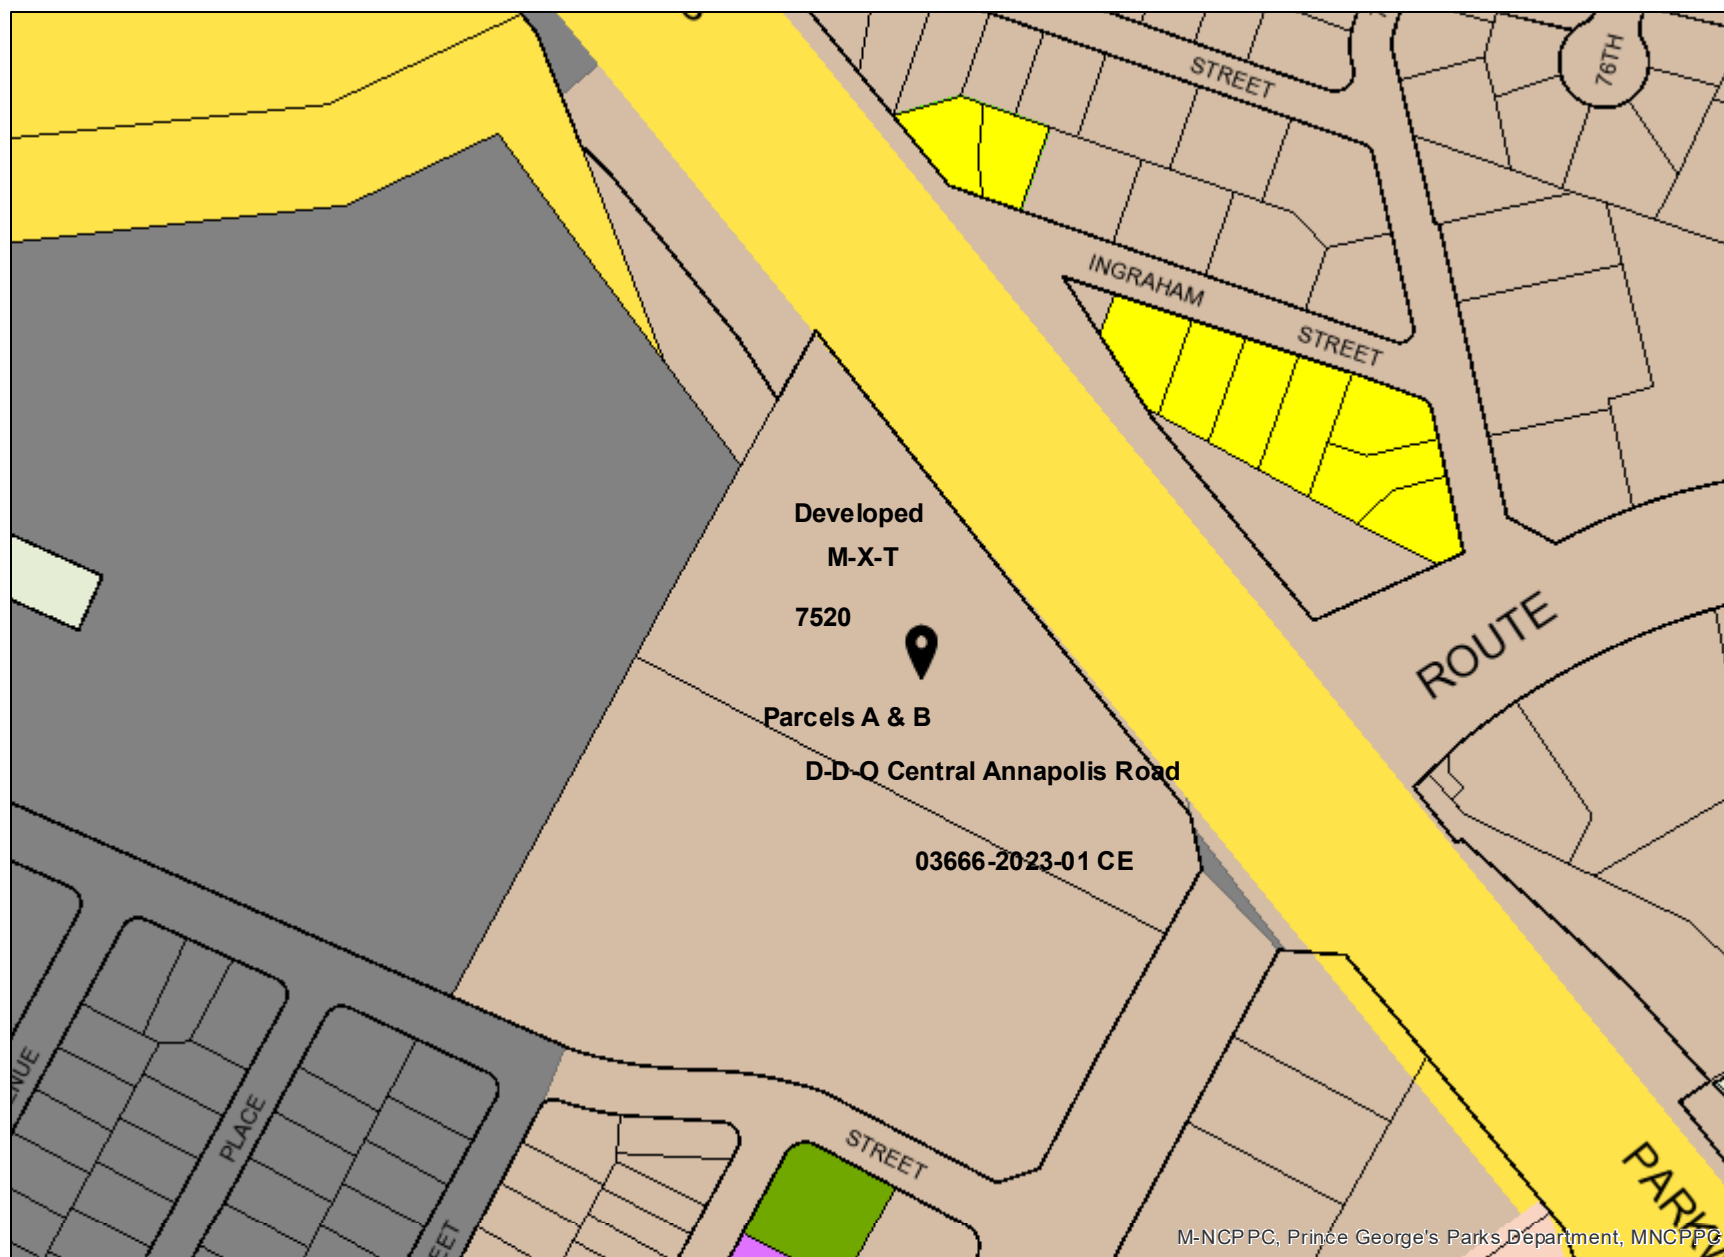 STREET
76TH
INGRAHAM
STREET
Developed
M-X-T
7520
ROUTE
Parcels A & B
D-D-O Central Annapolis Road
03666-2023-01 CE
PLACE
STREET
M-NCPPC, Prince George's Parks Department, MNCPPC